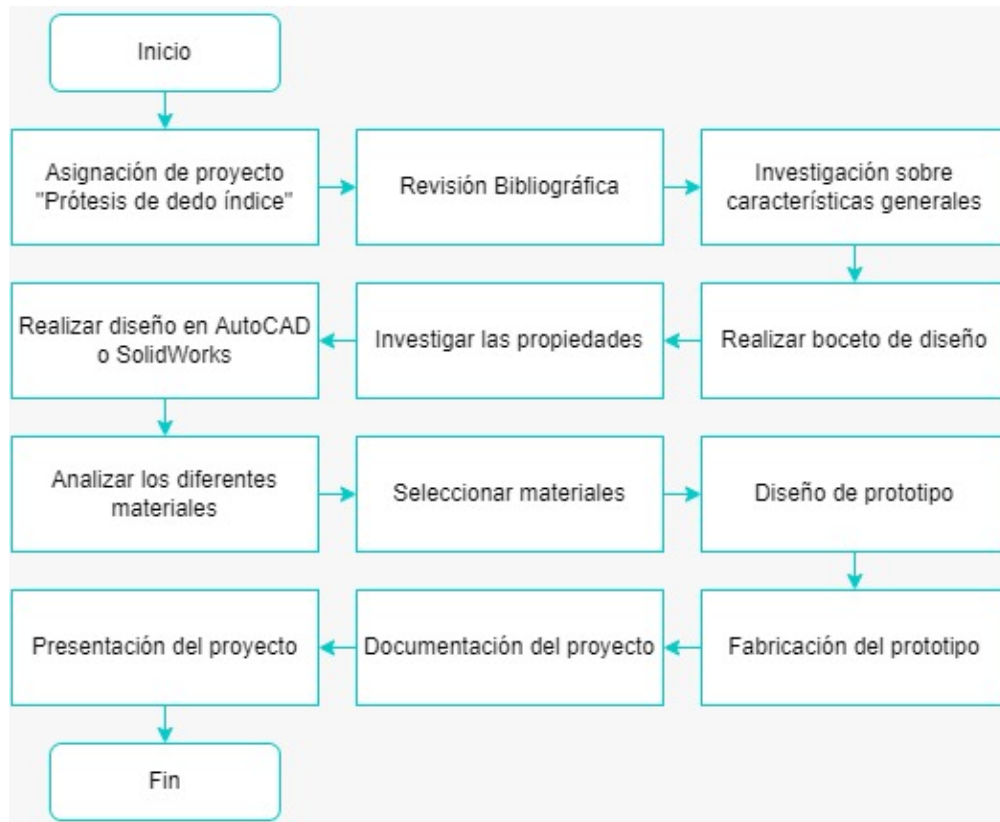 Inicio
Asignación de proyecto
"Prótesis de dedo índice"
Revisión Bibliográfica
Investigación sobre
características generales
Realizar boceto de diseño
Investigar las propiedades
Realizar diseño en AutoCAD
o SolidWorks
Analizar los diferentes
materiales
Seleccionar materiales
Diseño de prototipo
Fabricación del prototipo
Documentación del proyecto
Presentación del proyecto
Fin